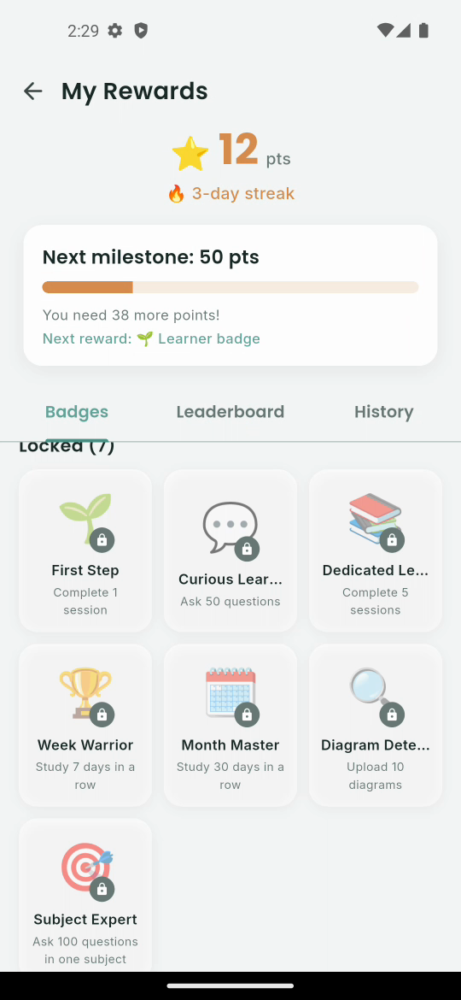 2:29
My Rewards
12 pts
3-day streak
Next milestone: 50 pts
You need 38 more points!
Next reward: 🌱 Learner badge
Badges
Leaderboard
History
Locked (7)
First Step
Complete 1
session
Curious Lear...
Ask 50 questions
Dedicated Le...
Complete 5
sessions
Week Warrior
Study 7 days in a
row
Month Master
Study 30 days in a
row
Diagram Dete...
Upload 10
diagrams
Subject Expert
Ask 100 questions
in one subject